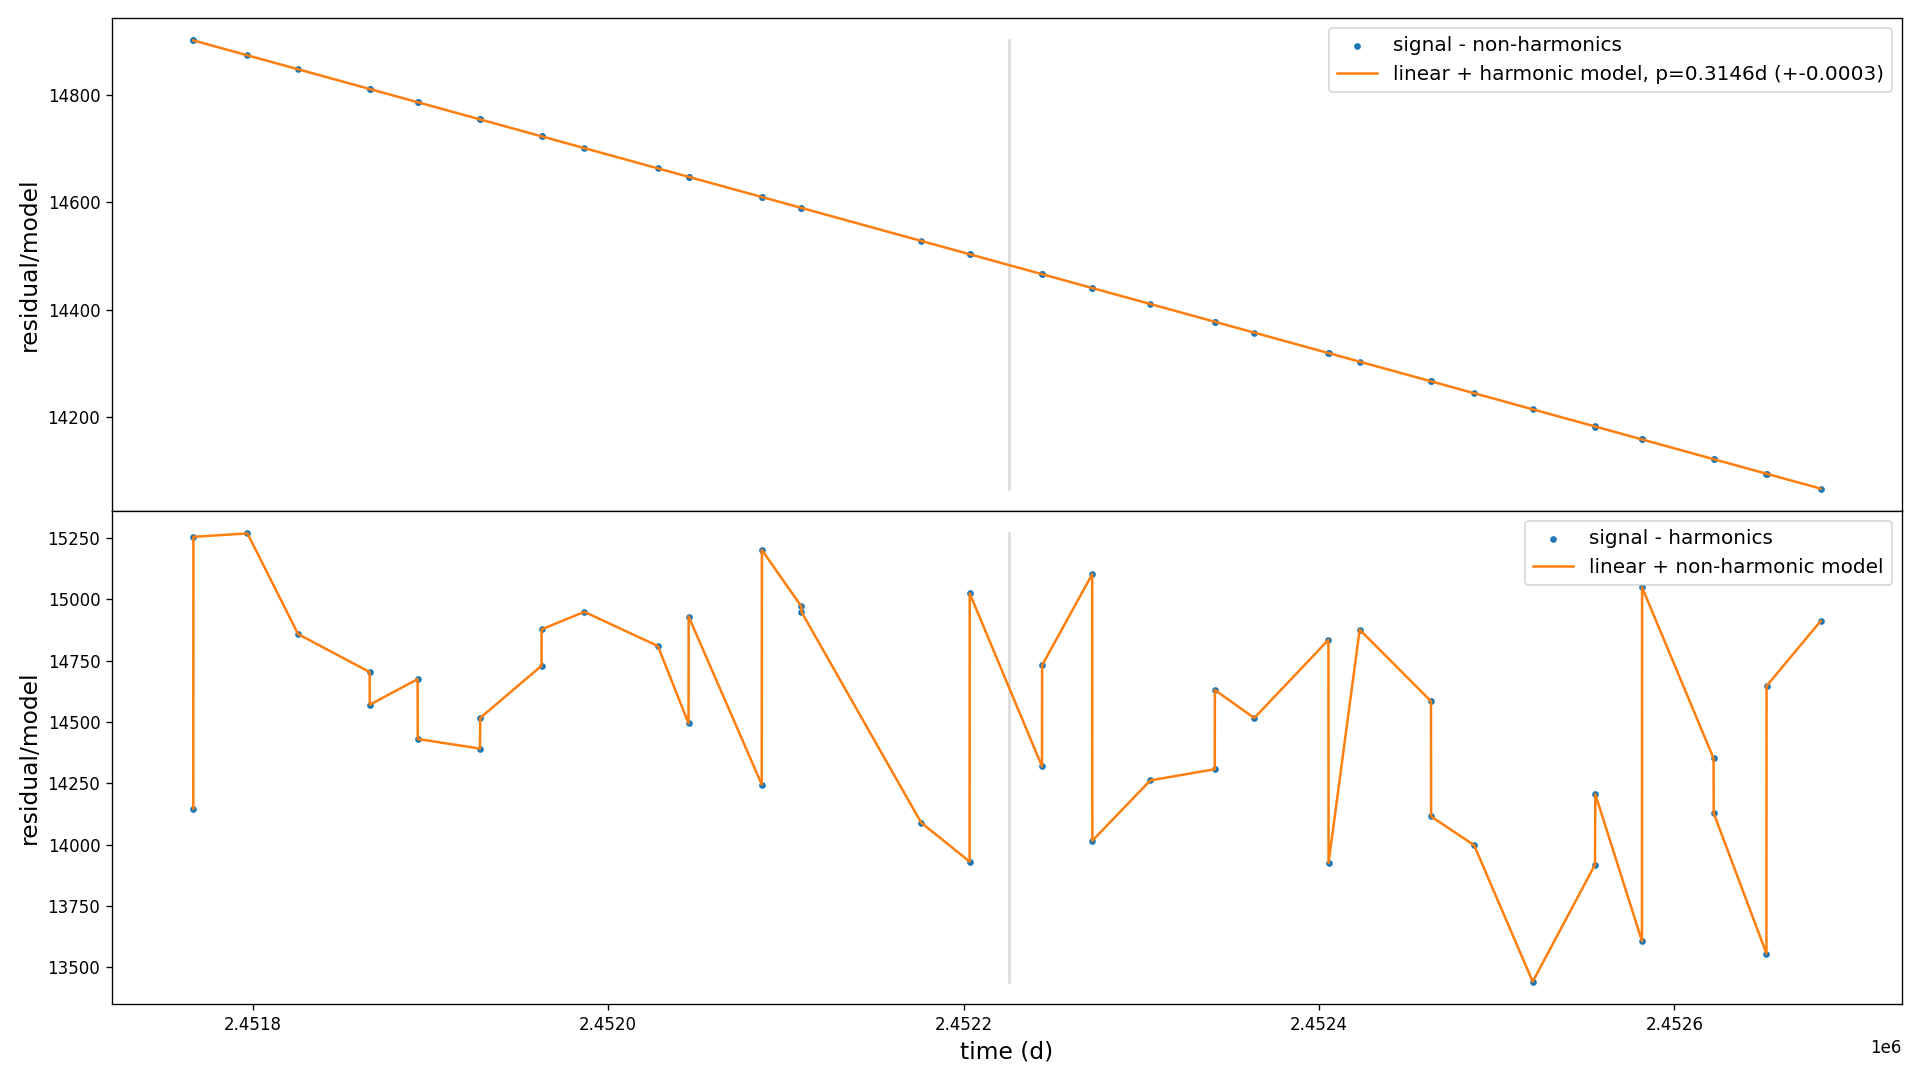 signal - non-harmonics
linear + harmonic model, p=0.3146d (+-0.0003)
14800
14600
14400
14200
residual/model
signal - harmonics
linear + non-harmonic model
15250
15000
14750
14500
14250
14000
13750
13500
residual/model
2.4518 2.4520 2.4522 2.4524 2.4526
1e6
time (d)